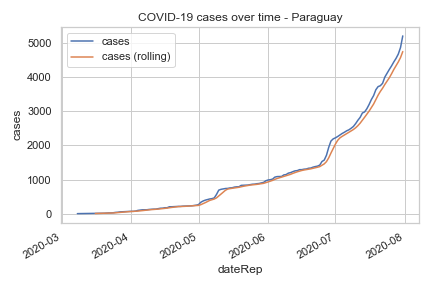 COVID-19 cases over time - Paraguay
cases
cases (rolling)
cases
5000
4000
3000
2000
1000
0
2020-03
2020-04
2020-05
2020-06
2020-07
2020-08
dateRep